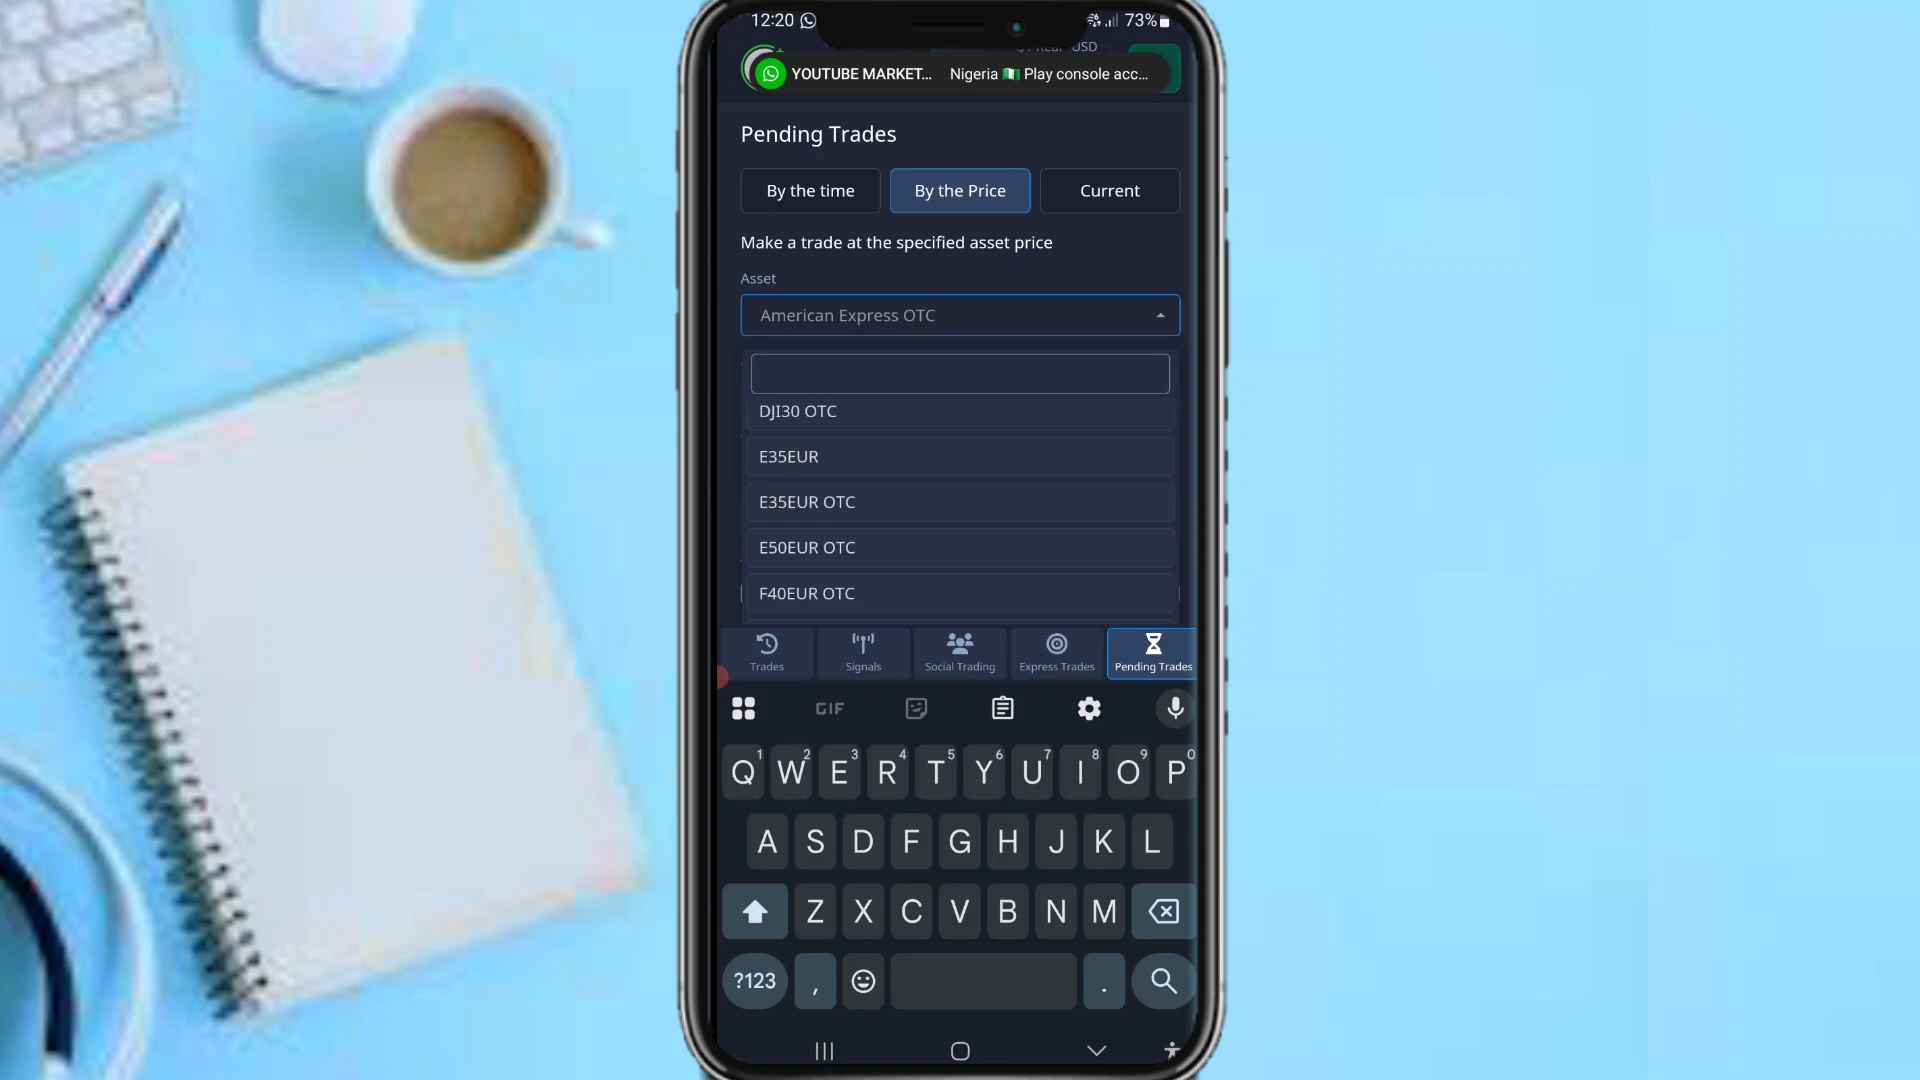 12:20 73%
USD
YOUTUBE MARKET... Nigeria 🇳🇬 Play console acc...
Pending Trades
By the time By the Price Current
Make a trade at the specified asset price
Asset
American Express OTC
DJI30 OTC
E35EUR
E35EUR OTC
E50EUR OTC
F40EUR OTC
Trades Signals Social Trading Express Trades Pending Trades
GIF
Q1 W2 E3 R4 T5 Y6 U7 I8 O9 P0
A S D F G H J K L
Z X C V B N M
?123 , .